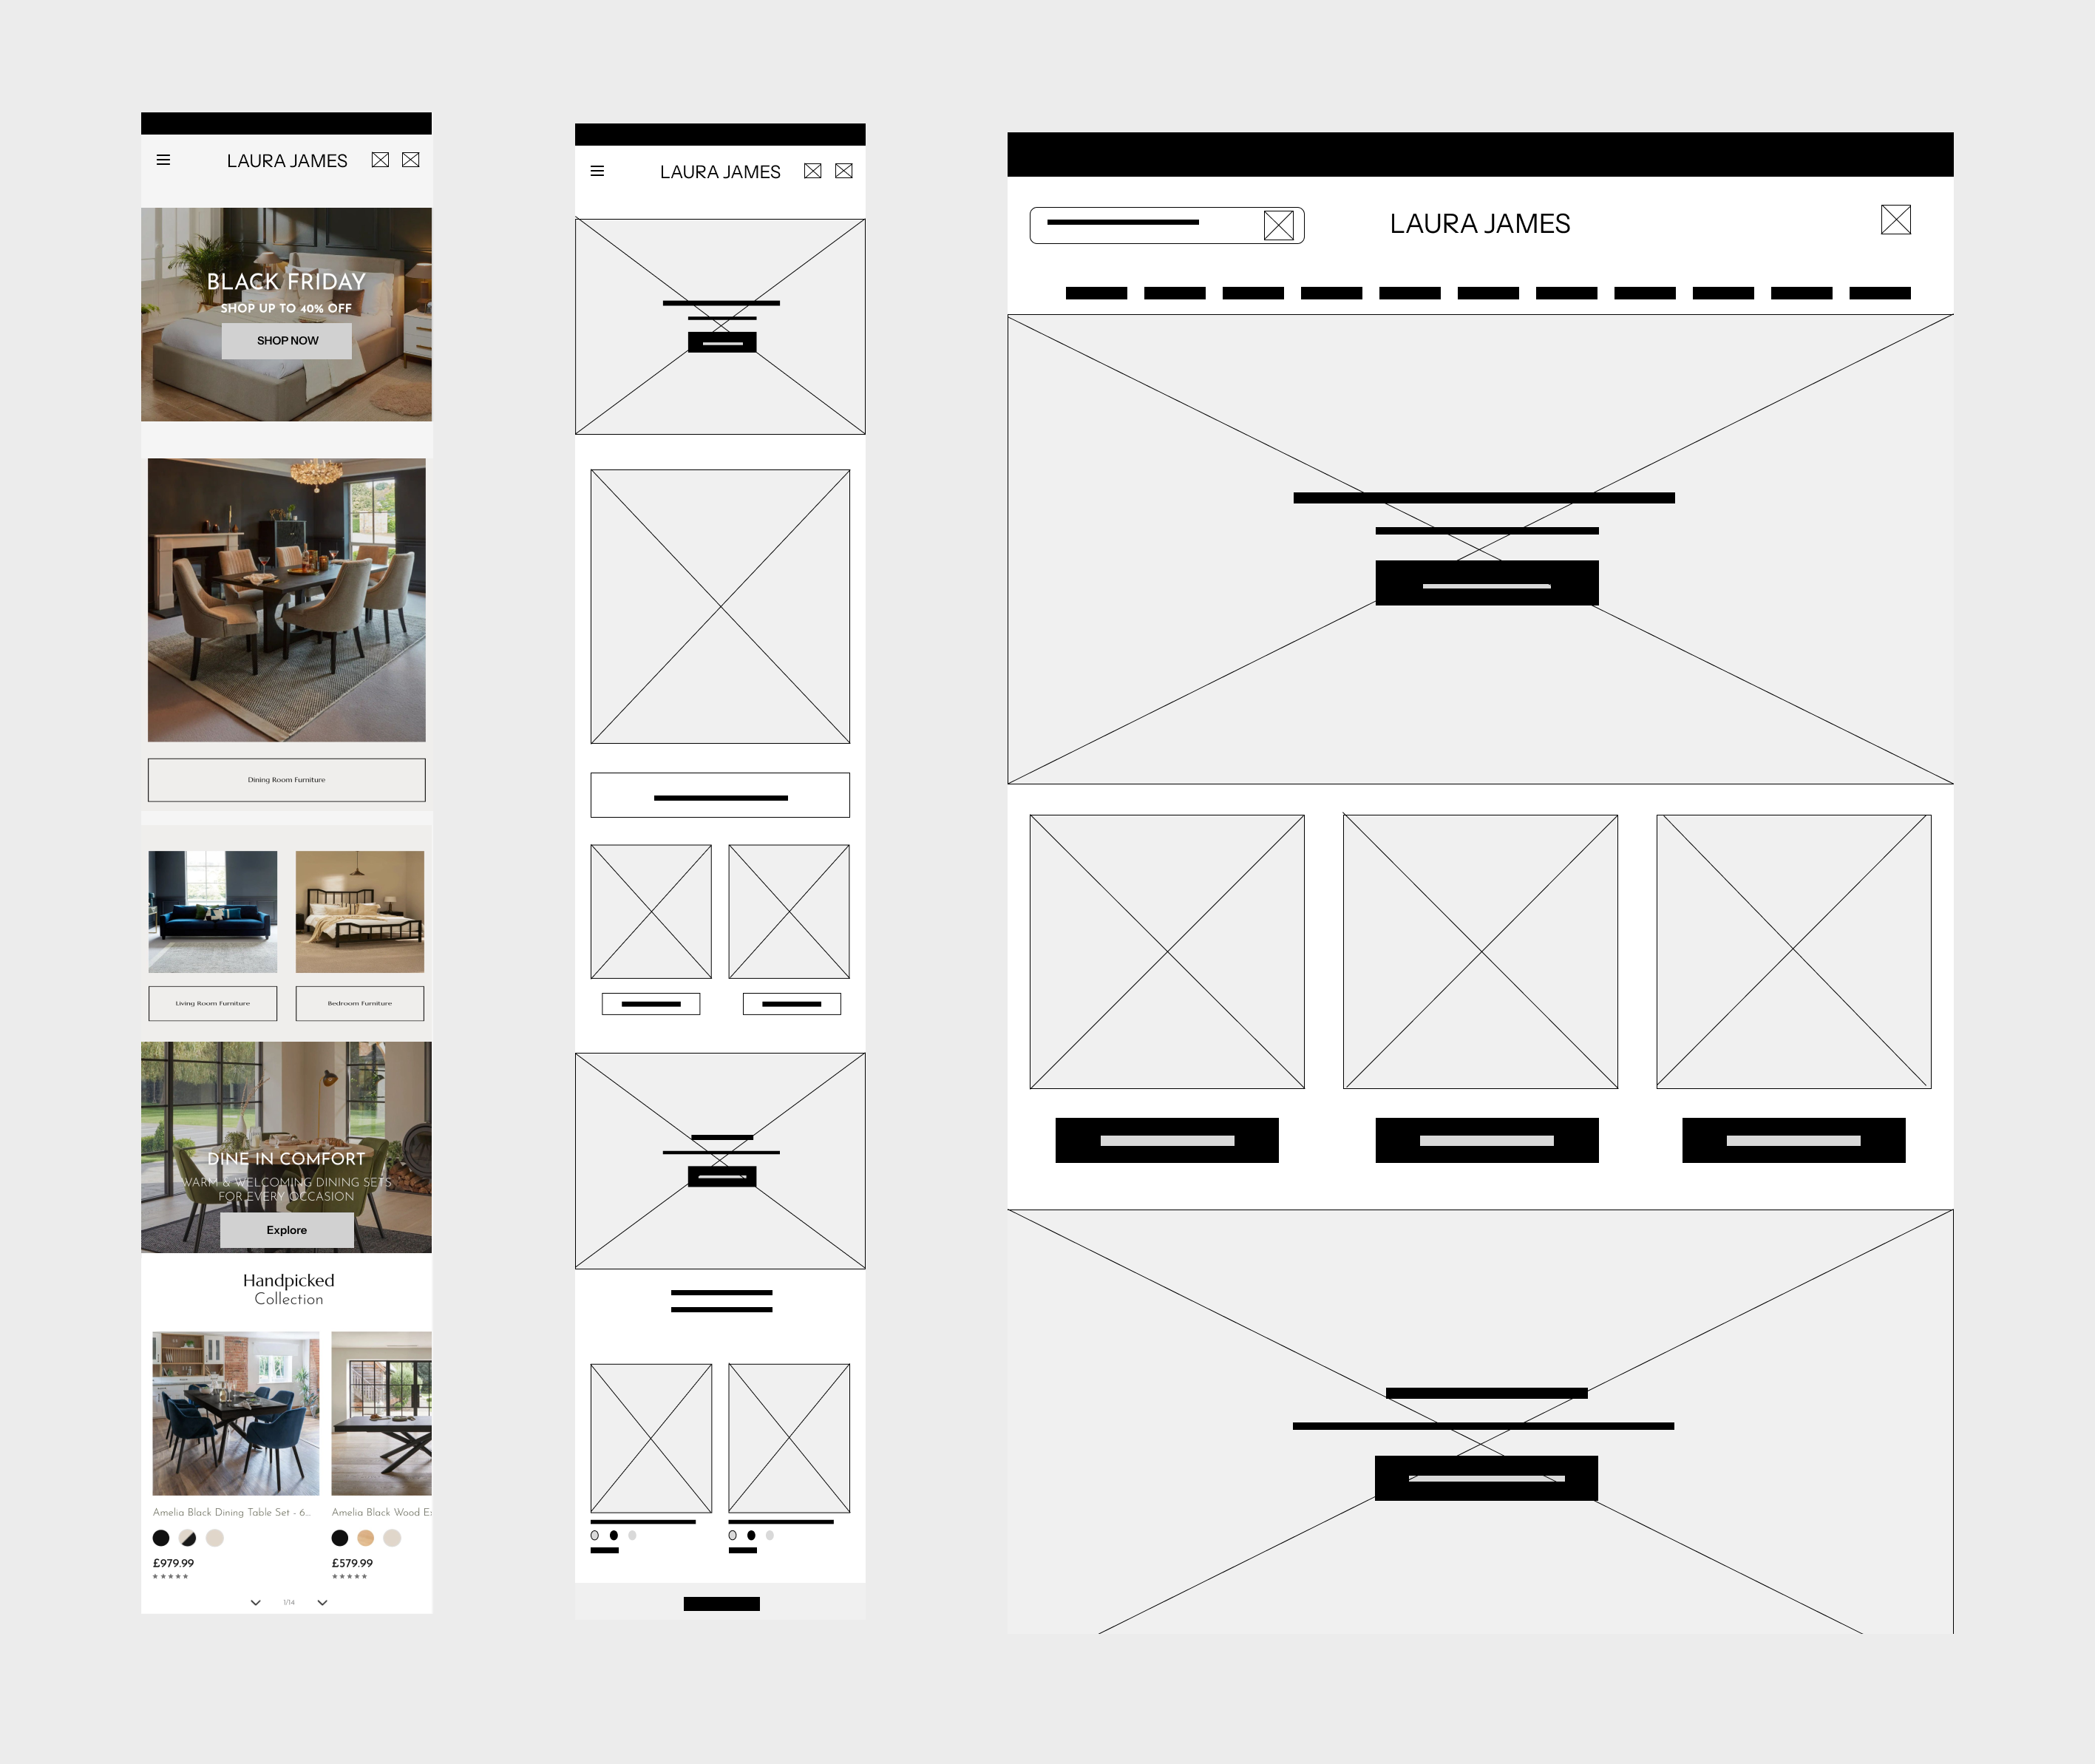 LAURA JAMES
BLACK FRIDAY
SHOP UP TO 40% OFF
SHOP NOW
Dining Room Furniture
Living Room Furniture
Bedroom Furniture
DINE IN COMFORT
WARM & WELCOMING DINING SETS
FOR EVERY OCCASION
Explore
Handpicked
Collection
Amelia Black Dining Table Set - 6...
Amelia Black Wood Ex
£979.99
£579.99
1/14
LAURA JAMES
LAURA JAMES